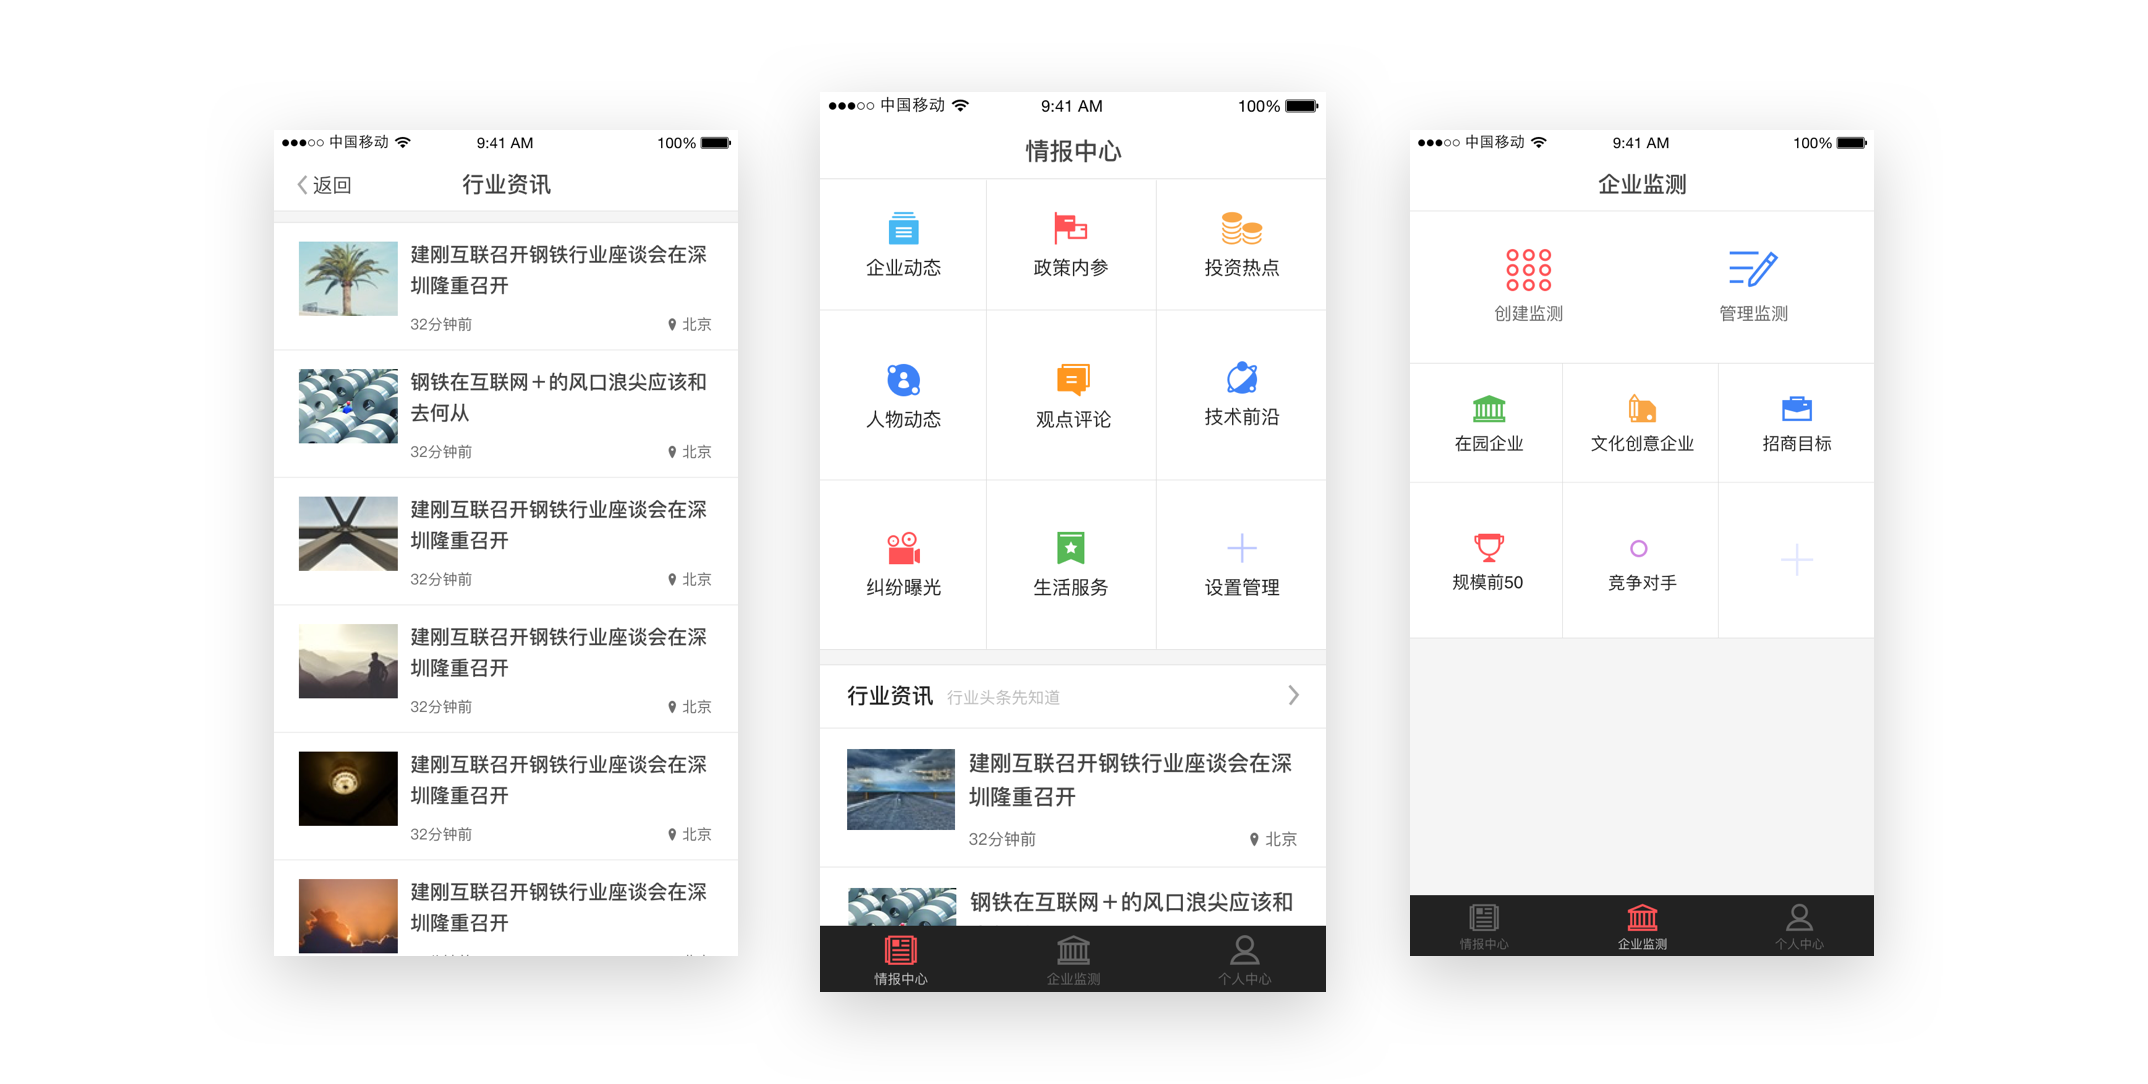 中国移动 9:41 AM 100%
返回 行业资讯
建刚互联召开钢铁行业座谈会在深
圳隆重召开
32分钟前 北京
钢铁在互联网＋的风口浪尖应该和
去何从
32分钟前 北京
建刚互联召开钢铁行业座谈会在深
圳隆重召开
32分钟前 北京
建刚互联召开钢铁行业座谈会在深
圳隆重召开
32分钟前 北京
建刚互联召开钢铁行业座谈会在深
圳隆重召开
32分钟前 北京
建刚互联召开钢铁行业座谈会在深
圳隆重召开
中国移动 9:41 AM 100%
情报中心
企业动态 政策内参 投资热点
人物动态 观点评论 技术前沿
纠纷曝光 生活服务 设置管理
行业资讯 行业头条先知道
建刚互联召开钢铁行业座谈会在深
圳隆重召开
32分钟前 北京
钢铁在互联网＋的风口浪尖应该和
情报中心 企业监测 个人中心
中国移动 9:41 AM 100%
企业监测
创建监测 管理监测
在园企业 文化创意企业 招商目标
规模前50 竞争对手
情报中心 企业监测 个人中心